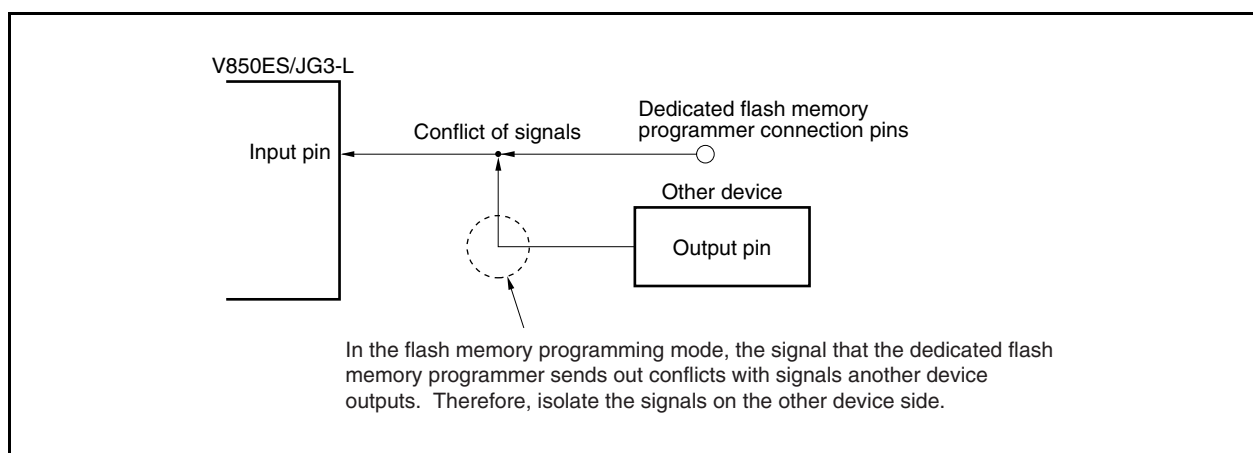 V850ES/JG3-L
Input pin
Conflict of signals
Dedicated flash memory
programmer connection pins
Other device
Output pin
In the flash memory programming mode, the signal that the dedicated flash
memory programmer sends out conflicts with signals another device
outputs.  Therefore, isolate the signals on the other device side.